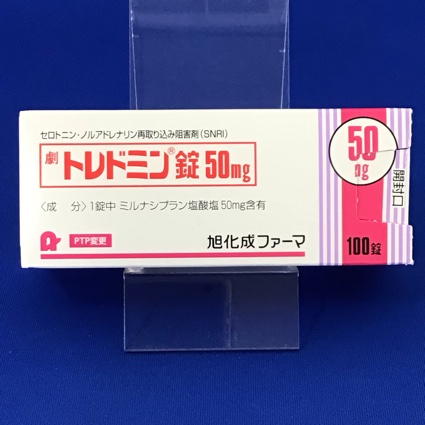 セロトニン・ノルアドレナリン再取り込み阻害剤(SNRI)
劇 トレドミン®錠 50mg
〈成 分〉1錠中 ミルナシプラン塩酸塩50mg含有
PTP変更
旭化成ファーマ
50
mg
開封口
100錠